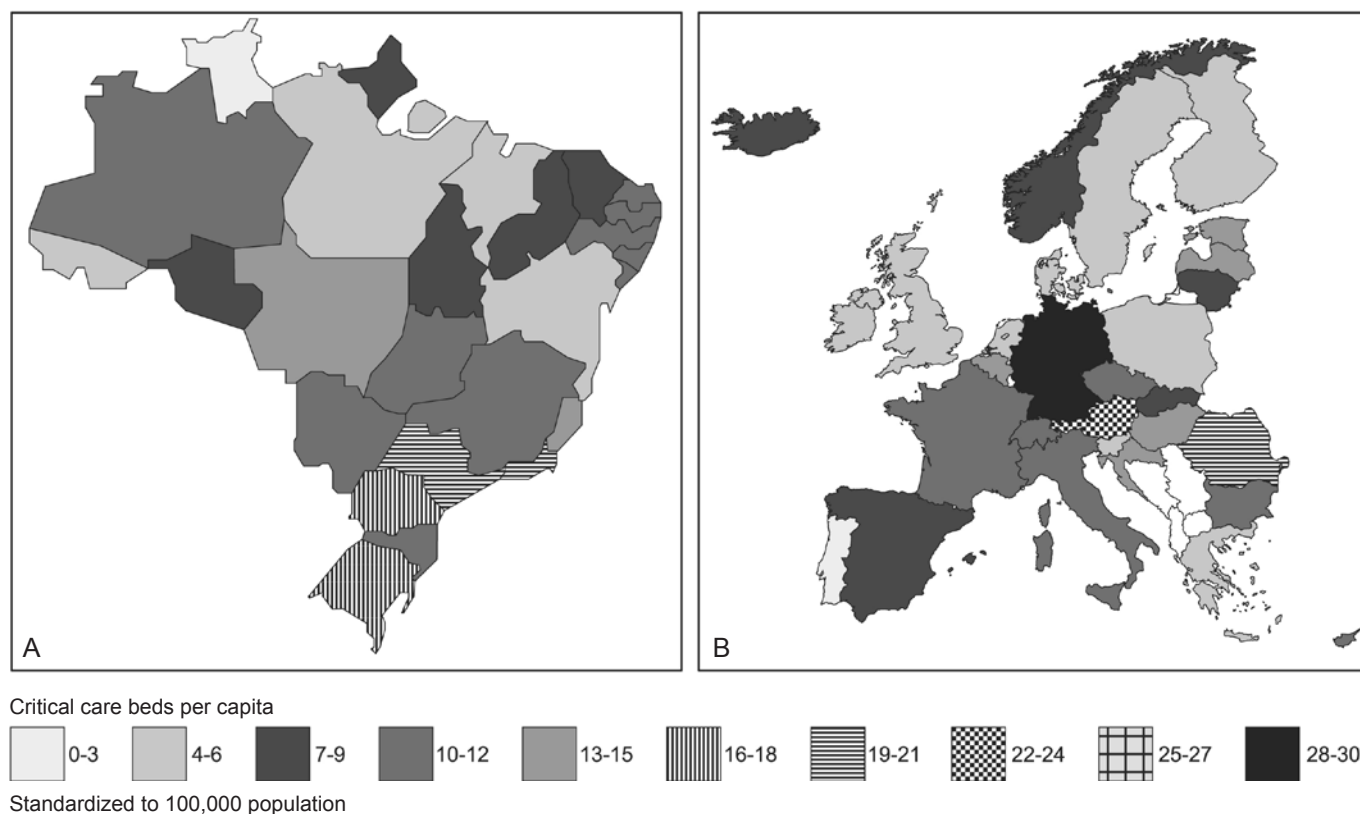 A
B
Critical care beds per capita
0-3 4-6 7-9 10-12 13-15 16-18 19-21 22-24 25-27 28-30
Standardized to 100,000 population